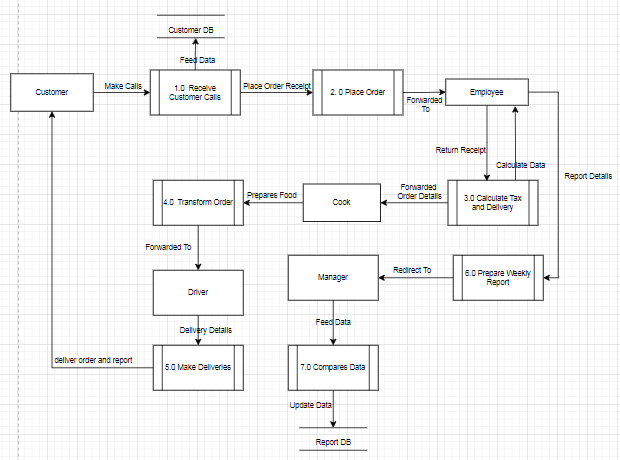 Customer DB
Feed Data
Customer
Make Calls
1.0 Receive
Customer Calls
Place Order Receipt
2. 0 Place Order
Forwarded
To
Employee
Return Receipt
Calculate Data
Report Details
4.0 Transform Order
Prepares Food
Cook
Forwarded
Order Details
3.0 Calculate Tax
and Delivery
Forwarded To
Driver
Manager
Redirect To
6.0 Prepare Weekly
Report
Delivery Details
Feed Data
deliver order and report
5.0 Make Deliveries
7.0 Compares Data
Update Data
Report DB